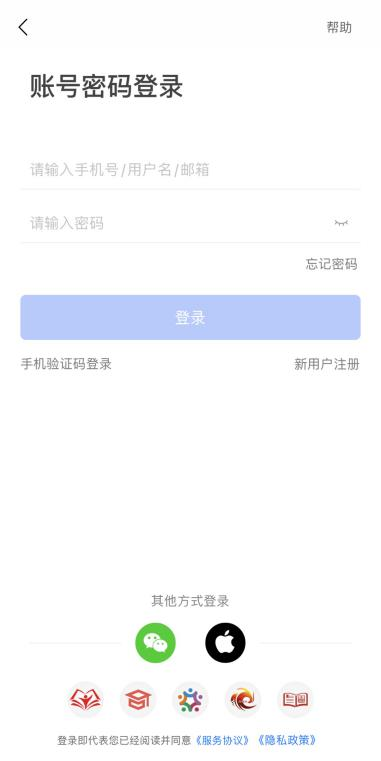 帮助
账号密码登录
请输入手机号/用户名/邮箱
请输入密码
忘记密码
登录
手机验证码登录 新用户注册
其他方式登录
登录即代表您已经阅读并同意《服务协议》《隐私政策》